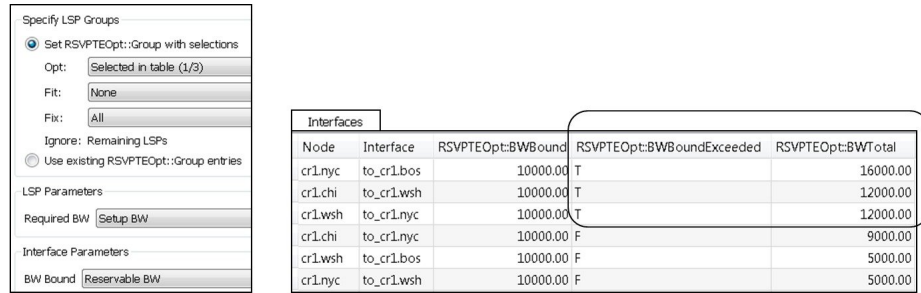 Specify LSP Groups
Set RSVPTEOpt::Group with selections
Opt: Selected in table (1/3)
Fit: None
Fix: All
Ignore: Remaining LSPs
Use existing RSVPTEOpt::Group entries
LSP Parameters
Required BW Setup BW
Interface Parameters
BW Bound Reservable BW
Interfaces
Node Interface RSVPTEOpt::BWBound RSVPTEOpt::BWBoundExceeded RSVPTEOpt::BWTotal
cr1.nyc to_cr1.bos 10000.00 T 16000.00
cr1.chi to_cr1.wsh 10000.00 T 12000.00
cr1.wsh to_cr1.nyc 10000.00 T 12000.00
cr1.chi to_cr1.nyc 10000.00 F 9000.00
cr1.wsh to_cr1.bos 10000.00 F 5000.00
cr1.nyc to_cr1.wsh 10000.00 F 5000.00